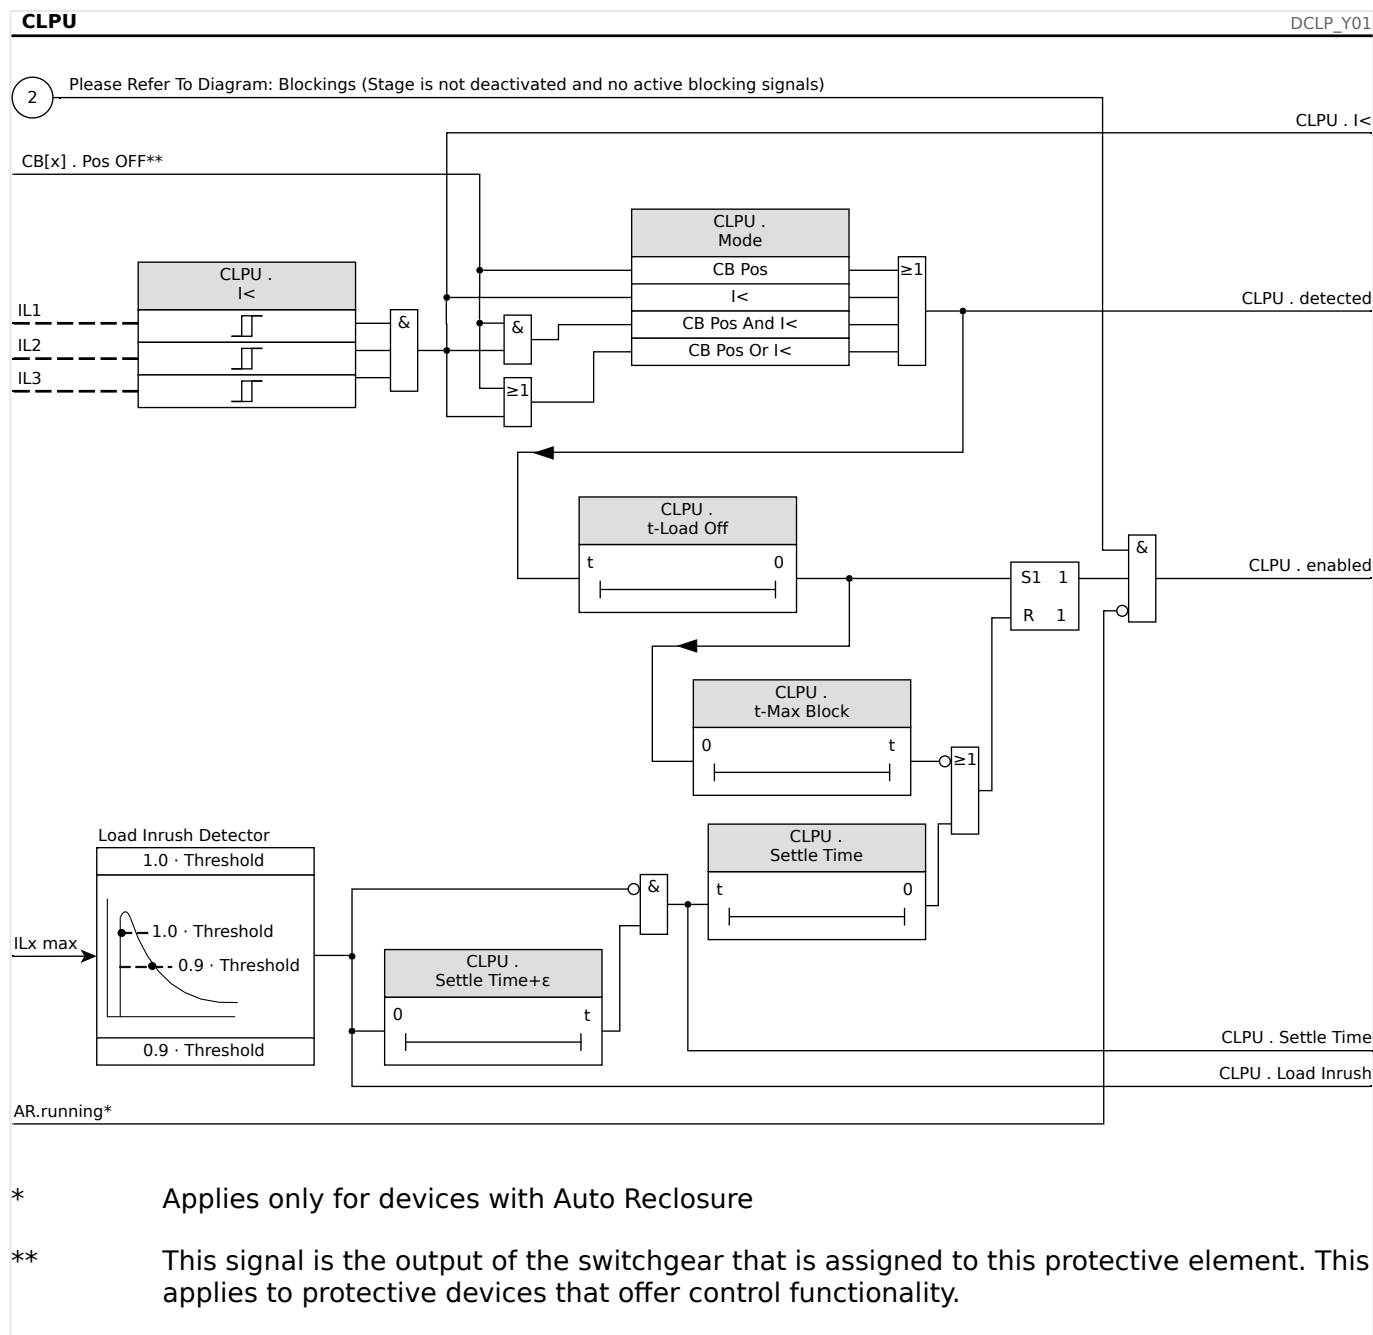 CLPU
DCLP_Y01
2
Please Refer To Diagram: Blockings (Stage is not deactivated and no active blocking signals)
CLPU . I<
CB[x] . Pos OFF**
CLPU .
Mode
CB Pos
I<
CB Pos And I<
CB Pos Or I<
≥1
CLPU .
I<
IL1
IL2
IL3
&
&
≥1
CLPU . detected
CLPU .
t-Load Off
t 0
S1 1
R 1
&
CLPU . enabled
CLPU .
t-Max Block
0 t
≥1
Load Inrush Detector
1.0 · Threshold
1.0 · Threshold
0.9 · Threshold
0.9 · Threshold
ILx max
&
CLPU .
Settle Time
t 0
CLPU .
Settle Time+ε
0 t
CLPU . Settle Time
CLPU . Load Inrush
AR.running*
* Applies only for devices with Auto Reclosure
** This signal is the output of the switchgear that is assigned to this protective element. This
applies to protective devices that offer control functionality.